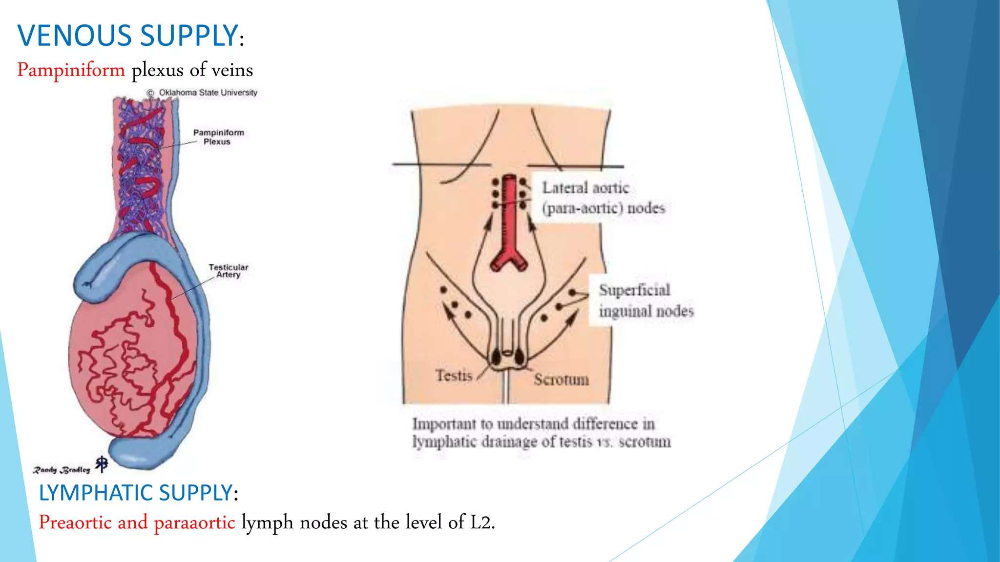 VENOUS SUPPLY:
Pampiniform plexus of veins
© Oklahoma State University
Pampiniform
Plexus
Testicular
Artery
Randy Bradley
Lateral aortic
(para-aortic) nodes
Superficial
inguinal nodes
Testis
Scrotum
Important to understand difference in
lymphatic drainage of testis vs. scrotum
LYMPHATIC SUPPLY:
Preaortic and paraaortic lymph nodes at the level of L2.